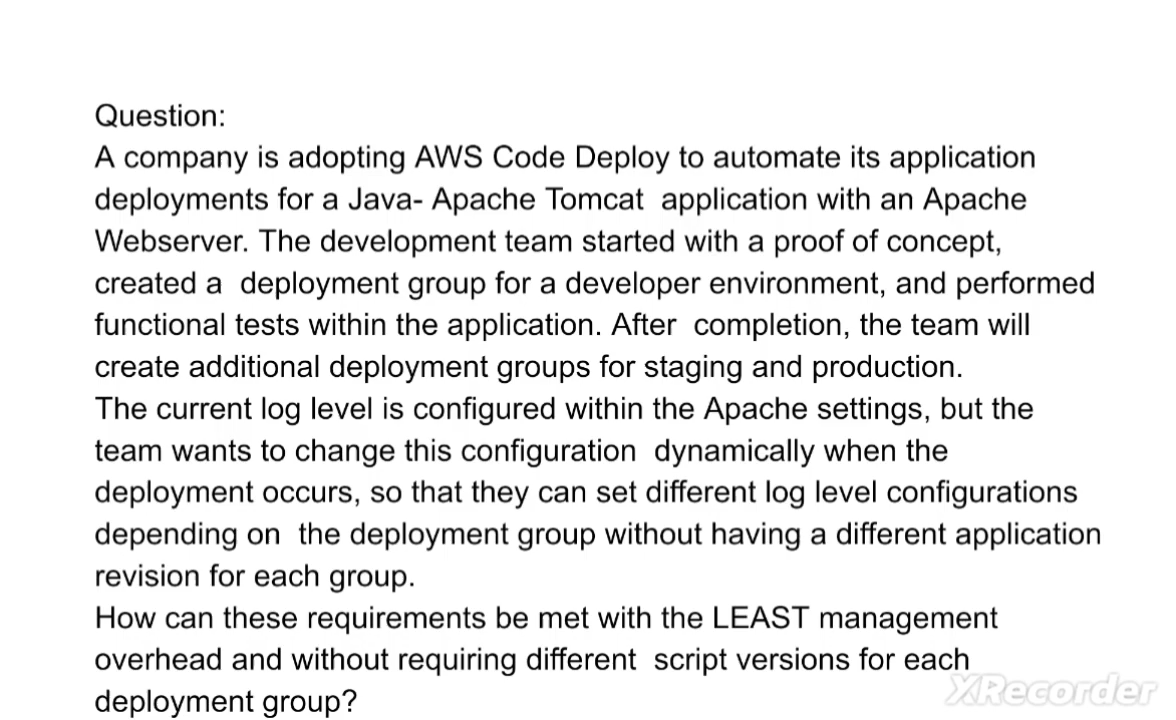 Question:
A company is adopting AWS Code Deploy to automate its application
deployments for a Java- Apache Tomcat application with an Apache
Webserver. The development team started with a proof of concept,
created a deployment group for a developer environment, and performed
functional tests within the application. After completion, the team will
create additional deployment groups for staging and production.
The current log level is configured within the Apache settings, but the
team wants to change this configuration dynamically when the
deployment occurs, so that they can set different log level configurations
depending on the deployment group without having a different application
revision for each group.
How can these requirements be met with the LEAST management
overhead and without requiring different script versions for each
deployment group?
XRecorder